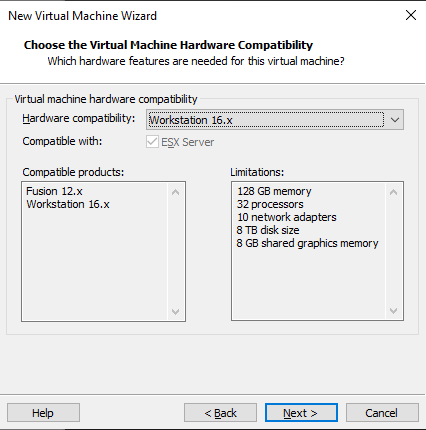 New Virtual Machine Wizard
Choose the Virtual Machine Hardware Compatibility
Which hardware features are needed for this virtual machine?
Virtual machine hardware compatibility
Hardware compatibility: Workstation 16.x
Compatible with: ESX Server
Compatible products:
Fusion 12.x
Workstation 16.x
Limitations:
128 GB memory
32 processors
10 network adapters
8 TB disk size
8 GB shared graphics memory
Help < Back Next > Cancel